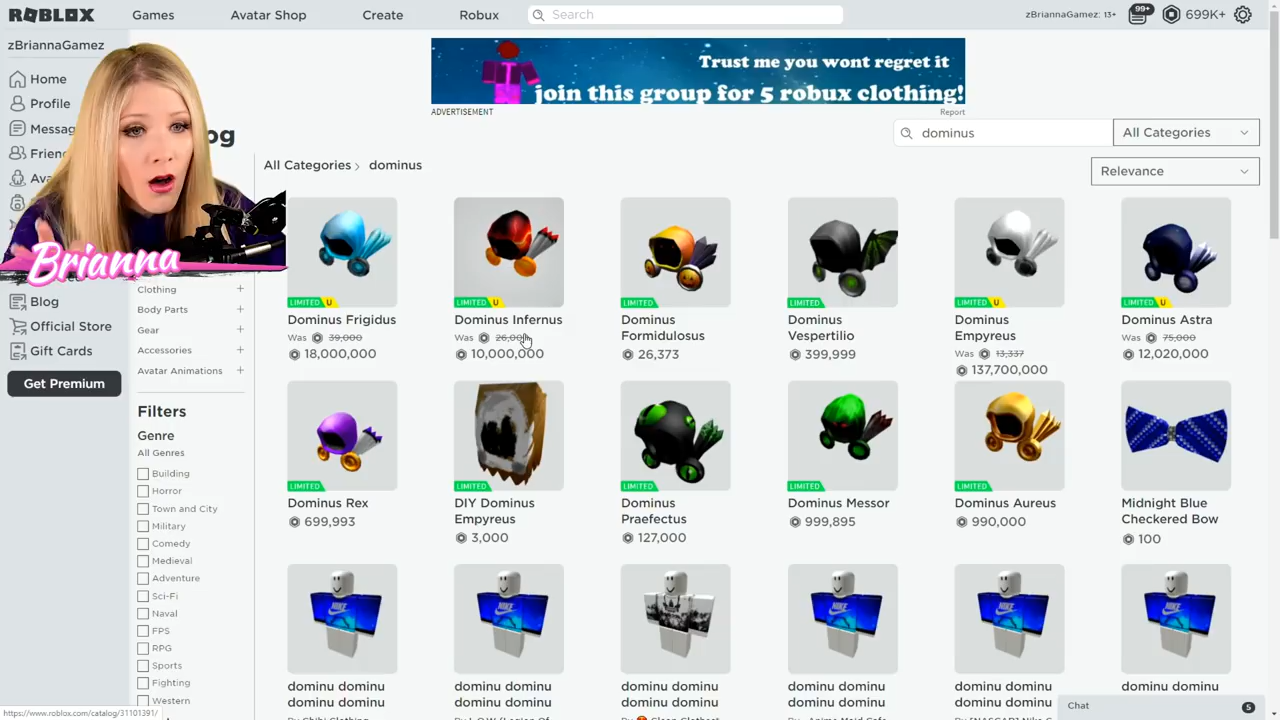 ROBLOX
Games
Avatar Shop
Create
Robux
Search
zBriannaGamez: 13+
99+
699K+
zBriannaGamez
Home
Profile
Blog
Official Store
Gift Cards
Get Premium
Brianna
Trust me you wont regret it
join this group for 5 robux clothing!
ADVERTISEMENT
Report
dominus
All Categories
All Categories > dominus
Relevance
Clothing +
Body Parts +
Gear +
Accessories +
Avatar Animations +
Filters
Genre
All Genres
Building
Horror
Town and City
Military
Comedy
Medieval
Adventure
Sci-Fi
Naval
FPS
RPG
Sports
Fighting
Western
LIMITED U
Dominus Frigidus
Was 39,000
18,000,000
LIMITED U
Dominus Infernus
Was
10,000,000
LIMITED
Dominus
Formidulosus
26,373
LIMITED
Dominus
Vespertilio
399,999
LIMITED U
Dominus
Empyreus
Was 13,337
137,700,000
LIMITED U
Dominus Astra
Was 75,000
12,020,000
LIMITED
Dominus Rex
699,993
LIMITED
DIY Dominus
Empyreus
3,000
LIMITED
Dominus
Praefectus
127,000
LIMITED
Dominus Messor
999,895
LIMITED
Dominus Aureus
990,000
Midnight Blue
Checkered Bow
100
dominu dominu
dominu dominu
dominu dominu
dominu dominu
dominu dominu
dominu dominu
dominu dominu
dominu dominu
dominu dominu
dominu dominu
dominu dominu
Chat
5
https://www.roblox.com/catalog/31101391/